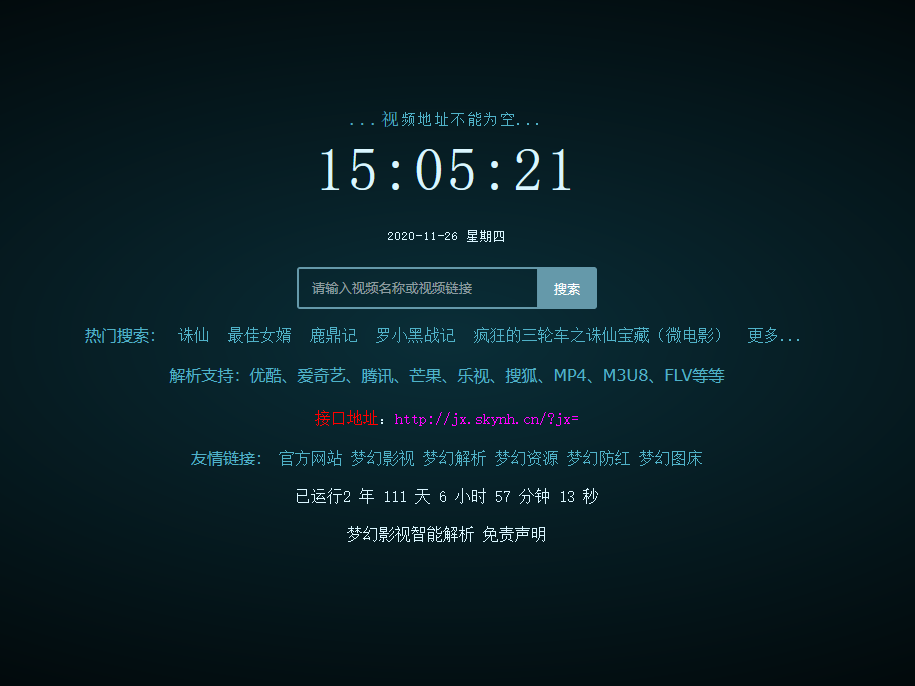 ...视频地址不能为空...
15:05:21
2020-11-26 星期四
请输入视频名称或视频链接 搜索
热门搜索： 诛仙 最佳女婿 鹿鼎记 罗小黑战记 疯狂的三轮车之诛仙宝藏（微电影） 更多...
解析支持：优酷、爱奇艺、腾讯、芒果、乐视、搜狐、MP4、M3U8、FLV等等
接口地址：http://jx.skynh.cn/?jx=
友情链接： 官方网站 梦幻影视 梦幻解析 梦幻资源 梦幻防红 梦幻图床
已运行2 年 111 天 6 小时 57 分钟 13 秒
梦幻影视智能解析 免责声明